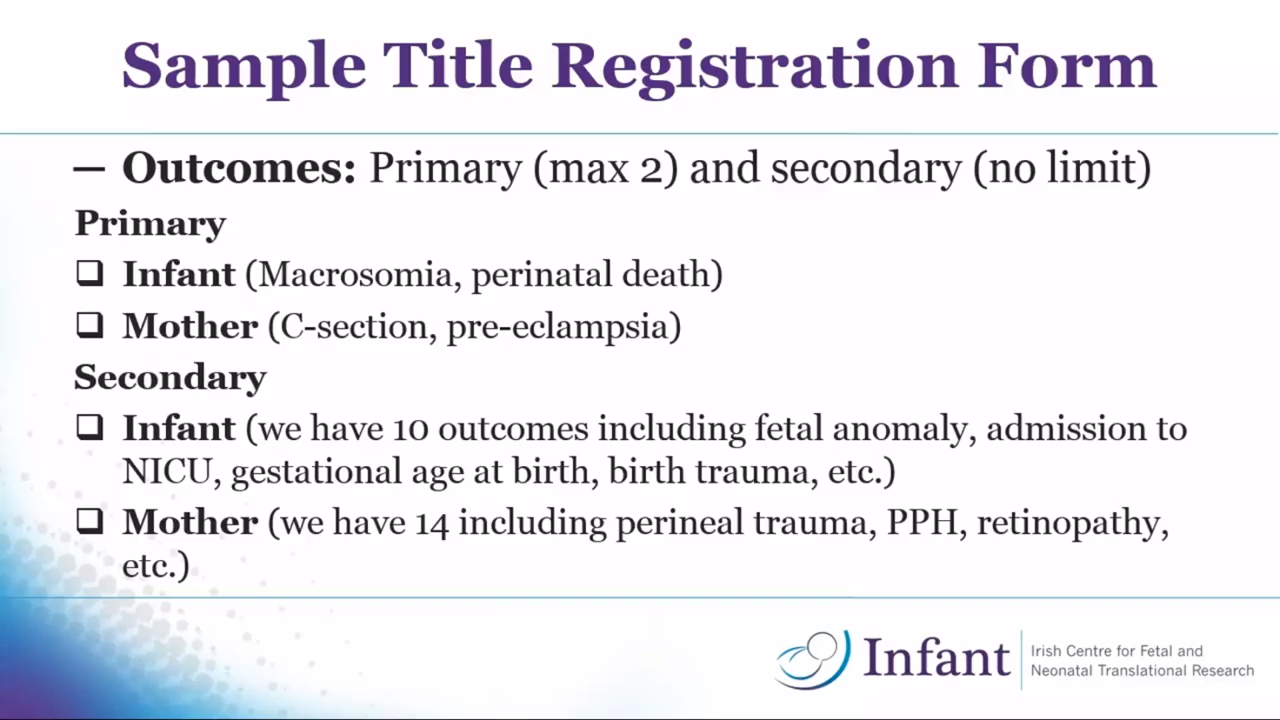 Sample Title Registration Form
— Outcomes: Primary (max 2) and secondary (no limit)
Primary
❑ Infant (Macrosomia, perinatal death)
❑ Mother (C-section, pre-eclampsia)
Secondary
❑ Infant (we have 10 outcomes including fetal anomaly, admission to
NICU, gestational age at birth, birth trauma, etc.)
❑ Mother (we have 14 including perineal trauma, PPH, retinopathy,
etc.)
Infant
Irish Centre for Fetal and
Neonatal Translational Research